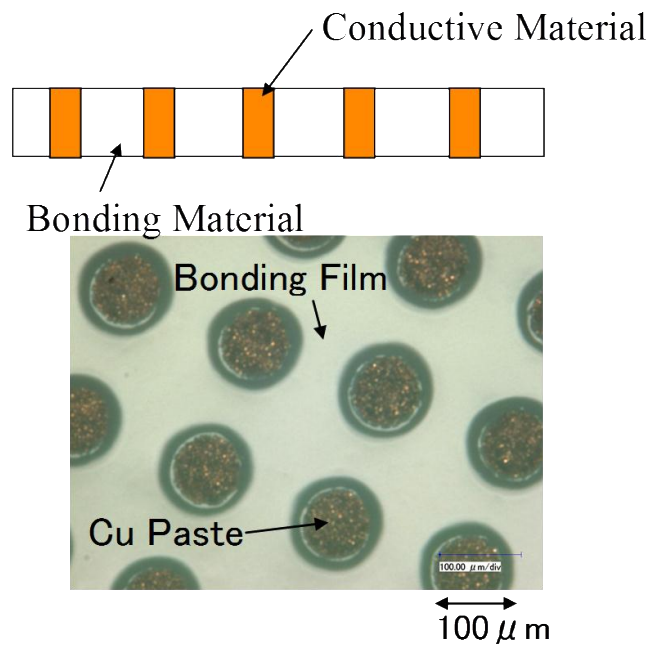 Conductive Material
Bonding Material
Bonding Film
Cu Paste
100.00 μm/div
100μm